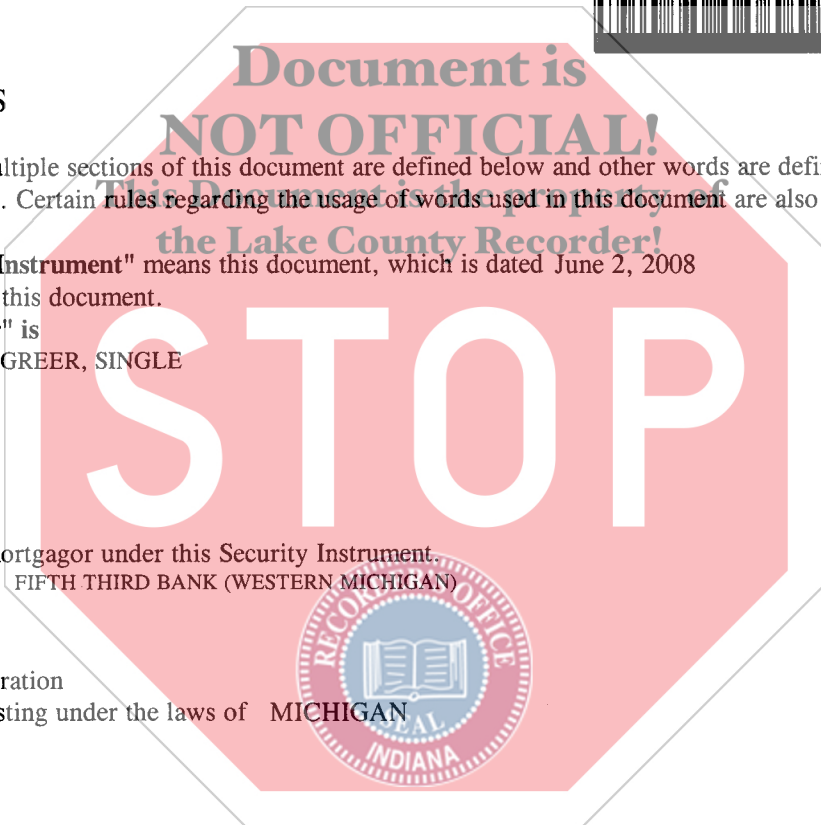 Document is
S
NOT OFFICIAL!
ltiple sections of this document are defined below and other words are defi
This Document is the property of
. Certain rules regarding the usage of words used in this document are also
the Lake County Recorder!
Instrument" means this document, which is dated June 2, 2008
this document.
" is
GREER, SINGLE
STOP
ortgagor under this Security Instrument.
FIFTH THIRD BANK (WESTERN MICHIGAN)
RECORDER'S OFFICE
ration
sting under the laws of MICHIGAN
SEAL
INDIANA